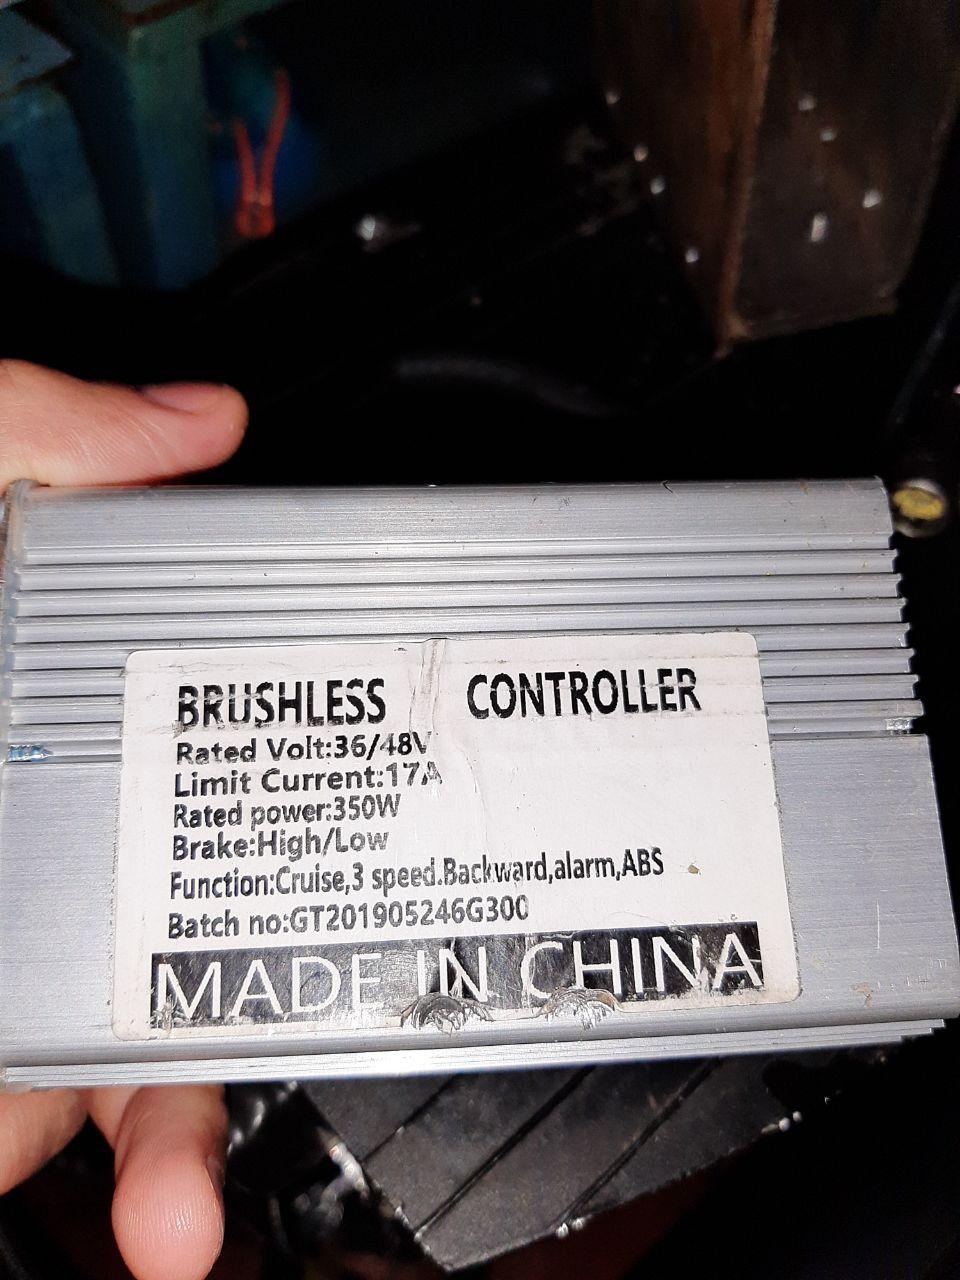 BRUSHLESS CONTROLLER
Rated Volt:36/48V
Limit Current:17A
Rated power:350W
Brake:High/Low
Function:Cruise,3 speed.Backward,alarm,ABS
Batch no:GT201905246G300
MADE IN CHINA